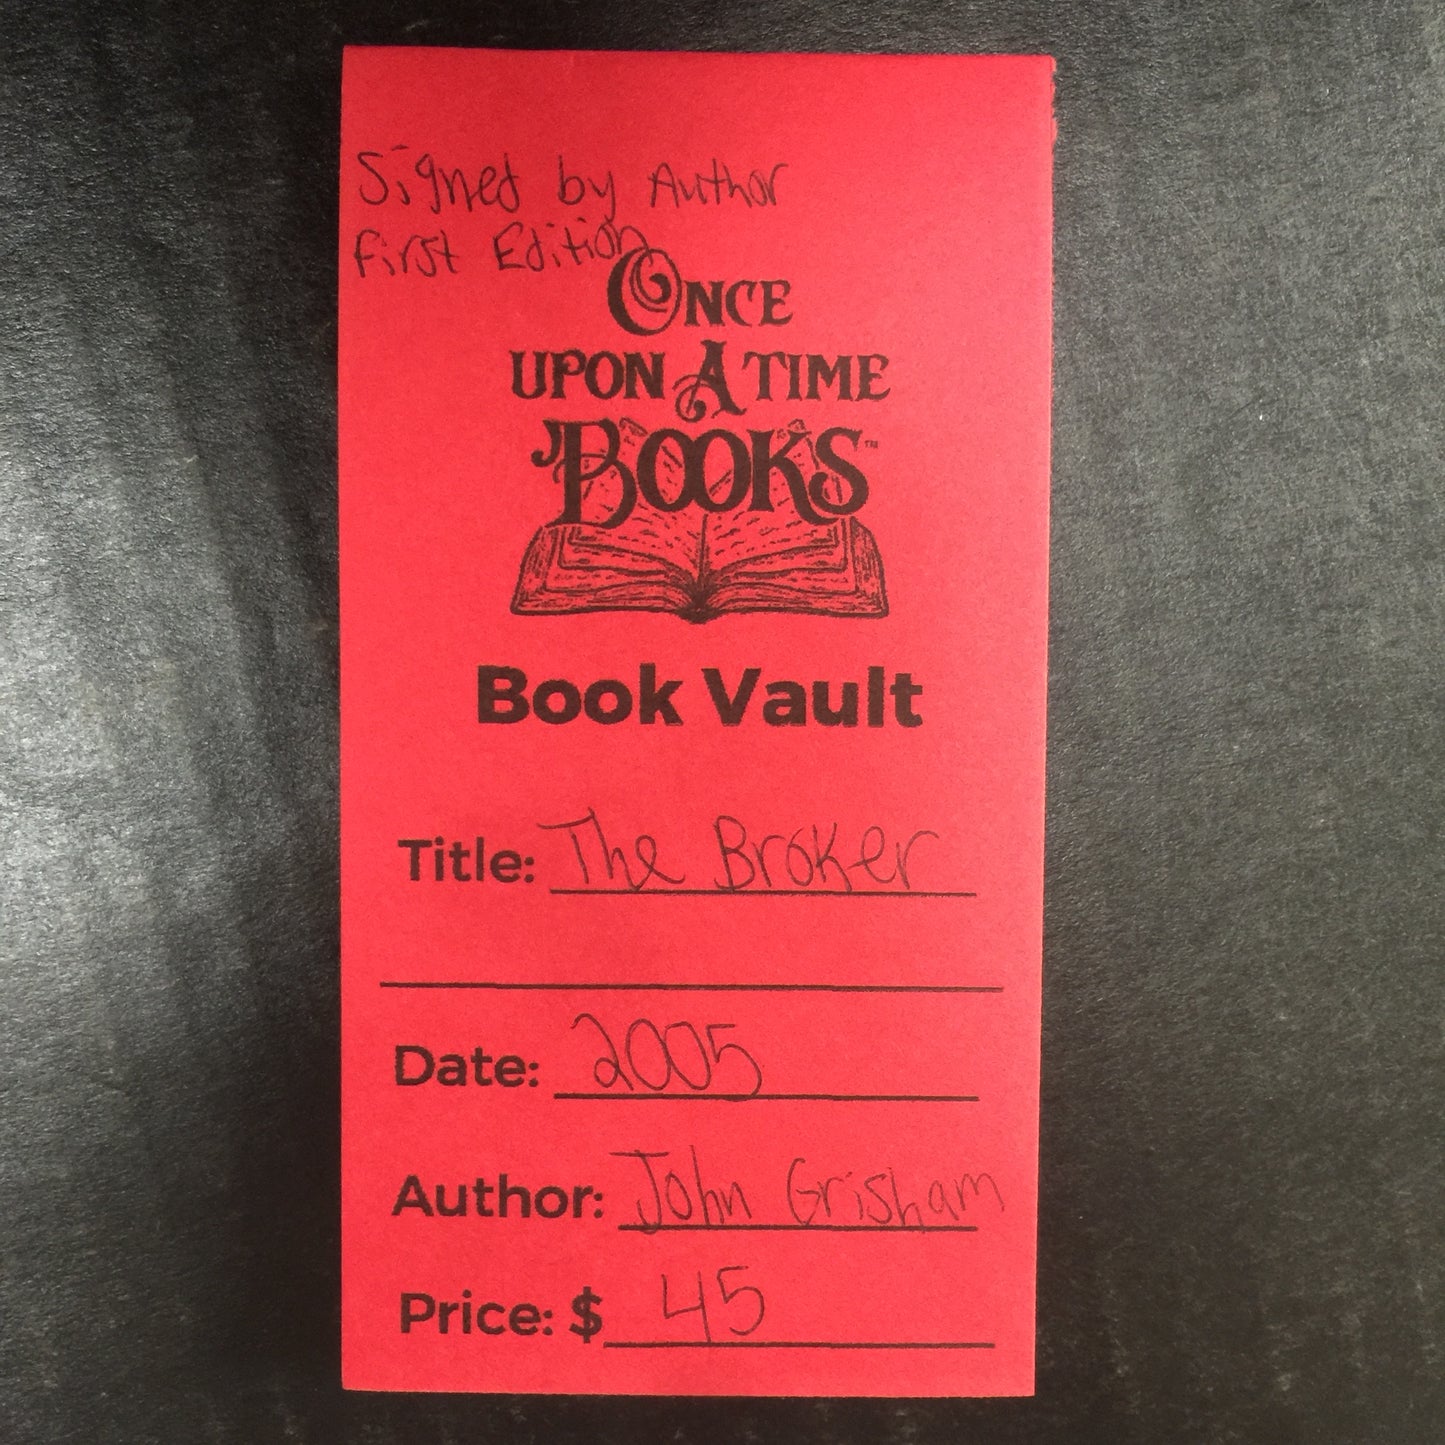 Signed by Author
First Edition
ONCE
UPON A TIME
BOOKS™
Book Vault
Title: The Broker
Date: 2005
Author: John Grisham
Price: $ 45